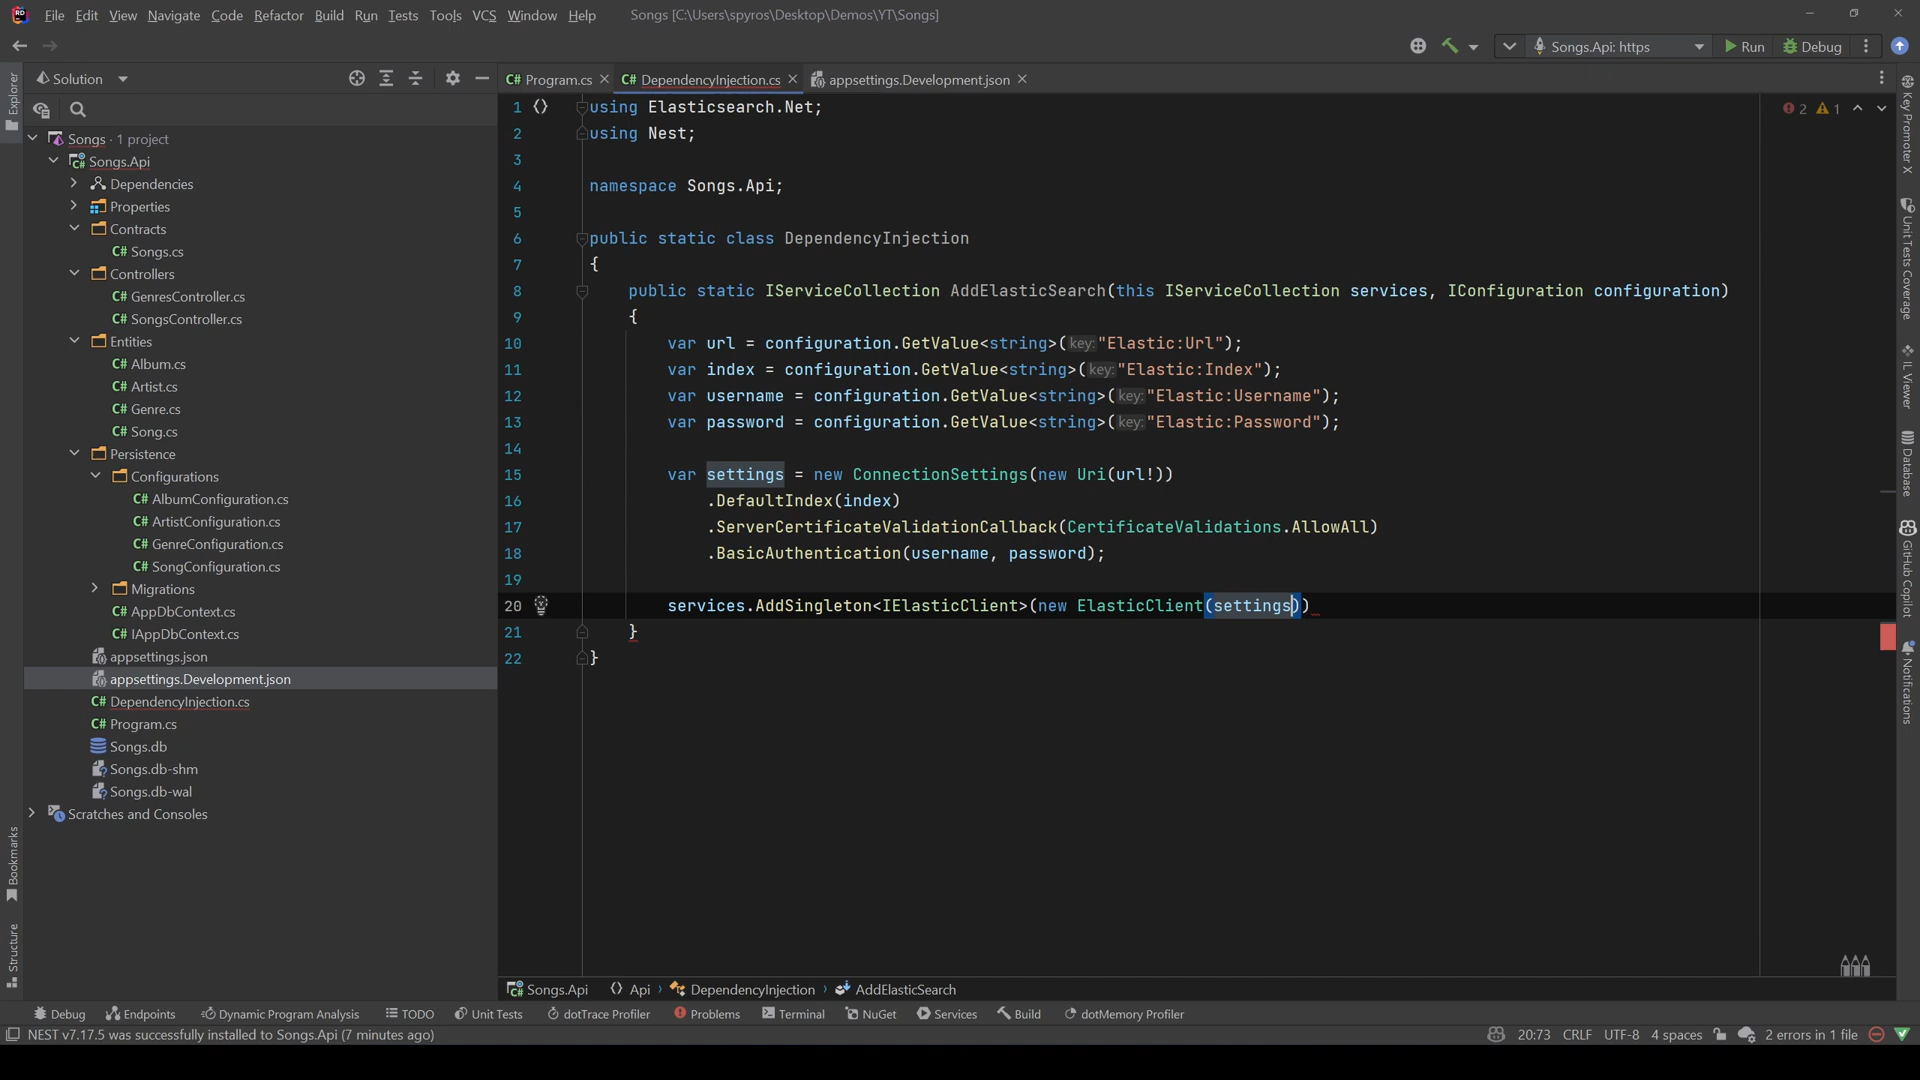 File Edit View Navigate Code Refactor Build Run Tests Tools VCS Window Help Songs [C:\Users\spyros\Desktop\Demos\YT\Songs]
Songs.Api: https Run Debug
Solution
Program.cs DependencyInjection.cs appsettings.Development.json
Explorer
Songs · 1 project
Songs.Api
Dependencies
Properties
Contracts
C# Songs.cs
Controllers
C# GenresController.cs
C# SongsController.cs
Entities
C# Album.cs
C# Artist.cs
C# Genre.cs
C# Song.cs
Persistence
Configurations
C# AlbumConfiguration.cs
C# ArtistConfiguration.cs
C# GenreConfiguration.cs
C# SongConfiguration.cs
Migrations
C# AppDbContext.cs
C# IAppDbContext.cs
appsettings.json
appsettings.Development.json
C# DependencyInjection.cs
C# Program.cs
Songs.db
Songs.db-shm
Songs.db-wal
Scratches and Consoles
Bookmarks
Structure
1 using Elasticsearch.Net;
2 using Nest;
3
4 namespace Songs.Api;
5
6 public static class DependencyInjection
7 {
8 public static IServiceCollection AddElasticSearch(this IServiceCollection services, IConfiguration configuration)
9 {
10 var url = configuration.GetValue<string>(key: "Elastic:Url");
11 var index = configuration.GetValue<string>(key: "Elastic:Index");
12 var username = configuration.GetValue<string>(key: "Elastic:Username");
13 var password = configuration.GetValue<string>(key: "Elastic:Password");
14
15 var settings = new ConnectionSettings(new Uri(url!))
16 .DefaultIndex(index)
17 .ServerCertificateValidationCallback(CertificateValidations.AllowAll)
18 .BasicAuthentication(username, password);
19
20 services.AddSingleton<IElasticClient>(new ElasticClient(settings))
21 }
22 }
2 1
Key Promoter X
Unit Tests Coverage
IL Viewer
Database
GitHub Copilot
Notifications
Songs.Api Api DependencyInjection AddElasticSearch
Debug Endpoints Dynamic Program Analysis TODO Unit Tests dotTrace Profiler Problems Terminal NuGet Services Build dotMemory Profiler
NEST v7.17.5 was successfully installed to Songs.Api (7 minutes ago) 20:73 CRLF UTF-8 4 spaces 2 errors in 1 file